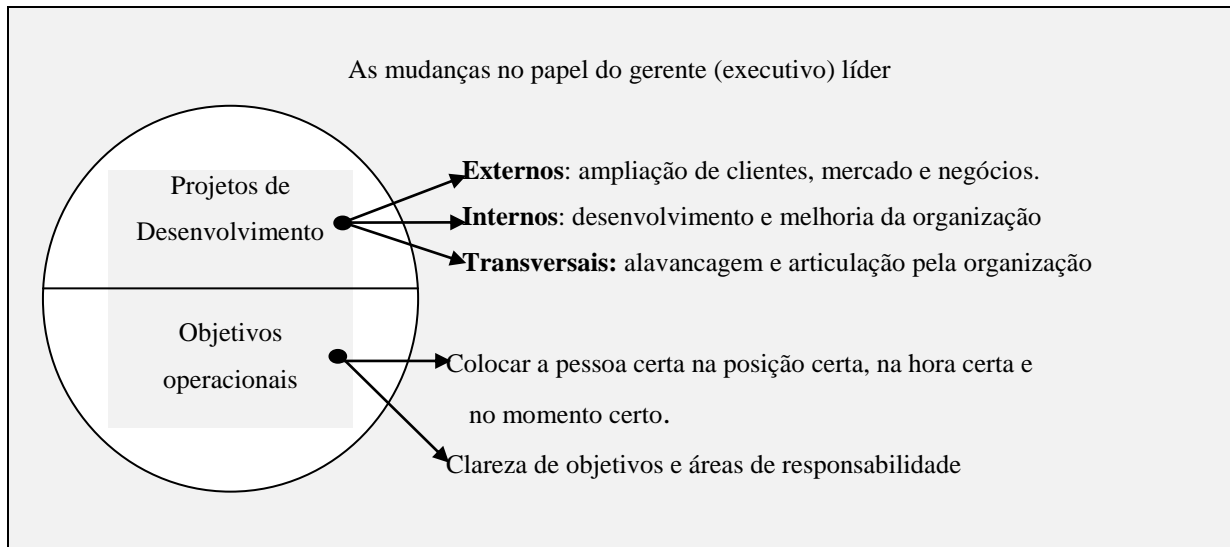 As mudanças no papel do gerente (executivo) líder
Projetos de
Desenvolvimento
Externos: ampliação de clientes, mercado e negócios.
Internos: desenvolvimento e melhoria da organização
Transversais: alavancagem e articulação pela organização
Objetivos
operacionais
Colocar a pessoa certa na posição certa, na hora certa e
no momento certo.
Clareza de objetivos e áreas de responsabilidade